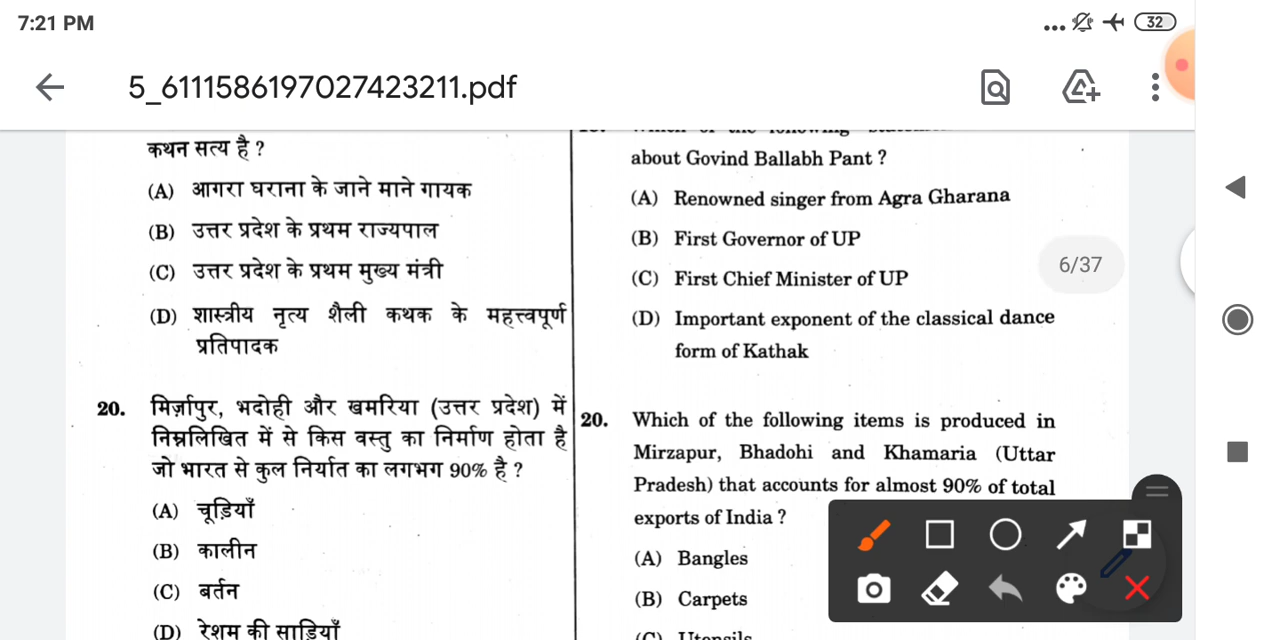 7:21 PM
32
5_6111586197027423211.pdf
कथन सत्य है ?
(A) आगरा घराना के जाने माने गायक
(B) उत्तर प्रदेश के प्रथम राज्यपाल
(C) उत्तर प्रदेश के प्रथम मुख्य मंत्री
(D) शास्त्रीय नृत्य शैली कथक के महत्त्वपूर्ण
प्रतिपादक
20. मिर्ज़ापुर, भदोही और खमरिया (उत्तर प्रदेश) में
निम्नलिखित में से किस वस्तु का निर्माण होता है
जो भारत से कुल निर्यात का लगभग 90% है ?
(A) चूड़ियाँ
(B) कालीन
(C) बर्तन
(D) रेशम की साड़ियाँ
about Govind Ballabh Pant ?
(A) Renowned singer from Agra Gharana
(B) First Governor of UP
(C) First Chief Minister of UP
(D) Important exponent of the classical dance
form of Kathak
6/37
20. Which of the following items is produced in
Mirzapur, Bhadohi and Khamaria (Uttar
Pradesh) that accounts for almost 90% of total
exports of India ?
(A) Bangles
(B) Carpets
(C) Utensils